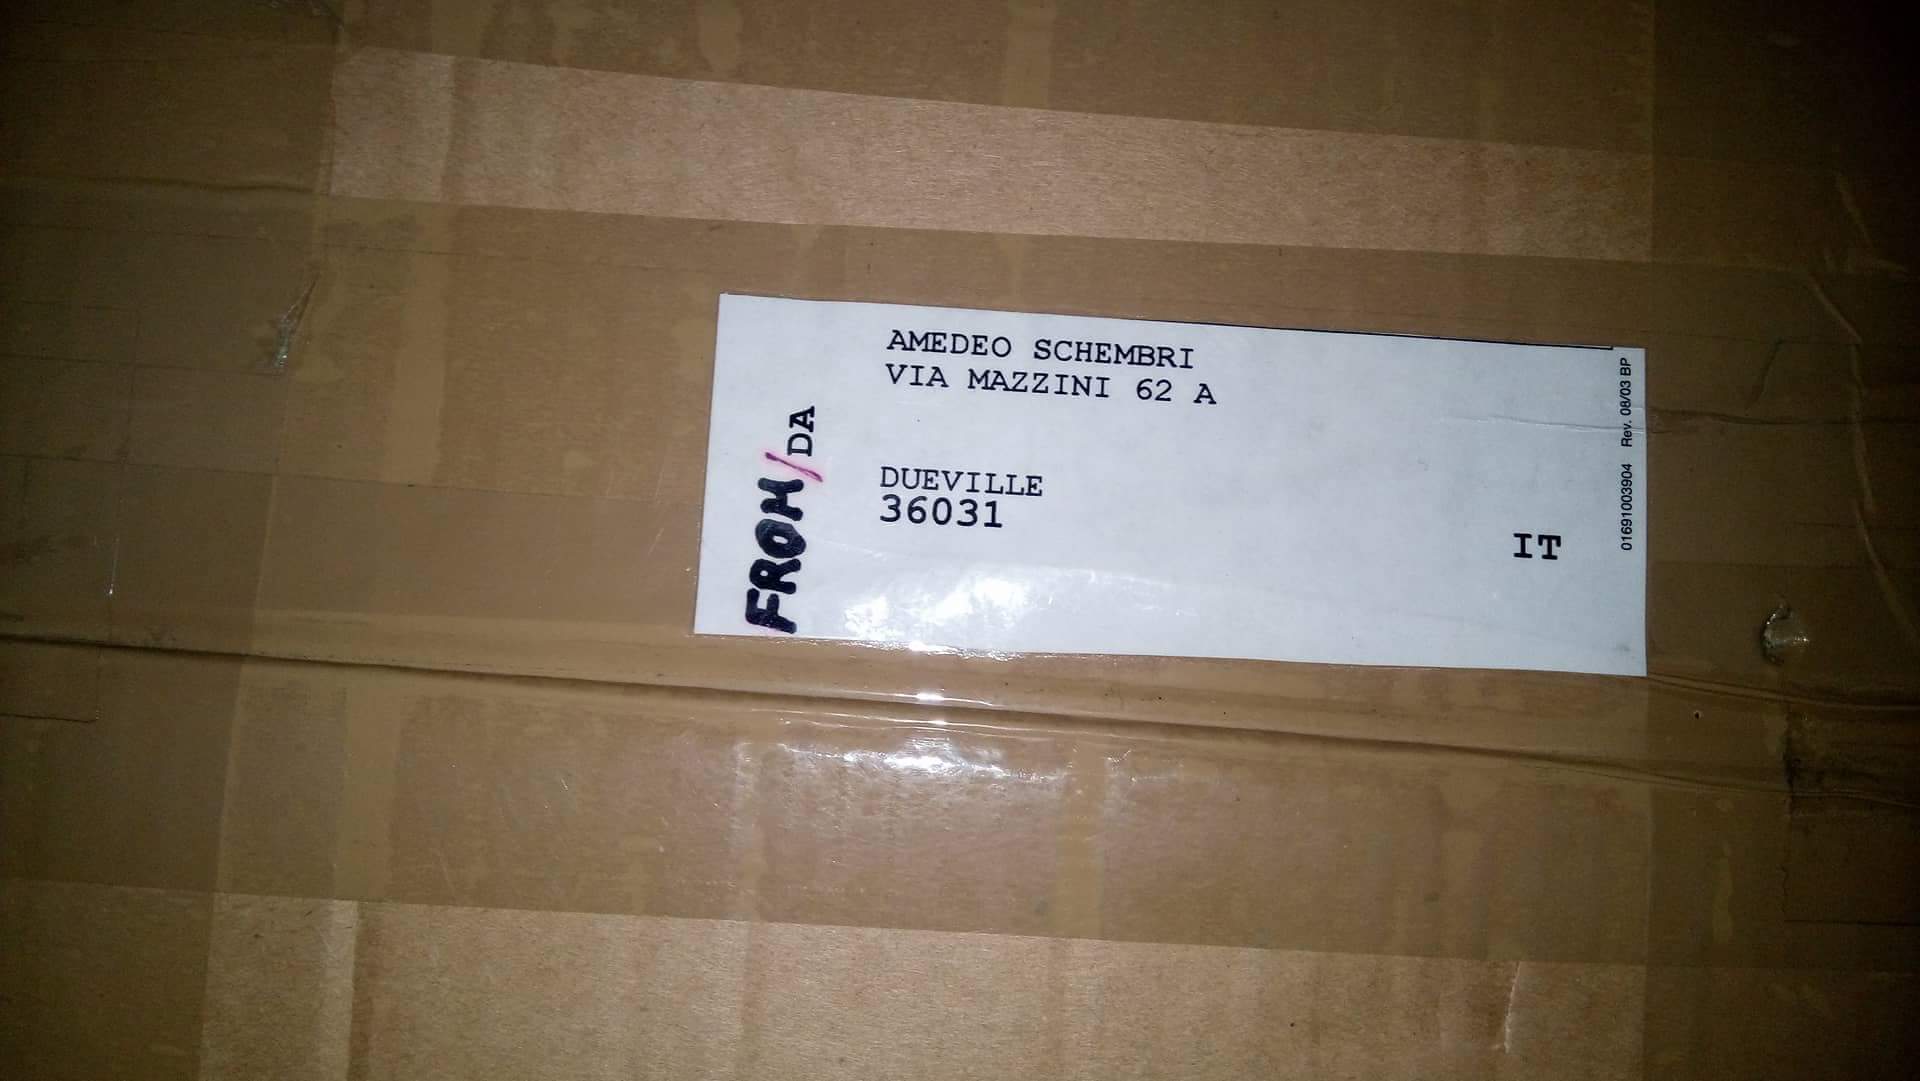 FROM/DA
AMEDEO SCHEMBRI
VIA MAZZINI 62 A
DUEVILLE
36031
IT
01691003904 Rev. 08/03 BP